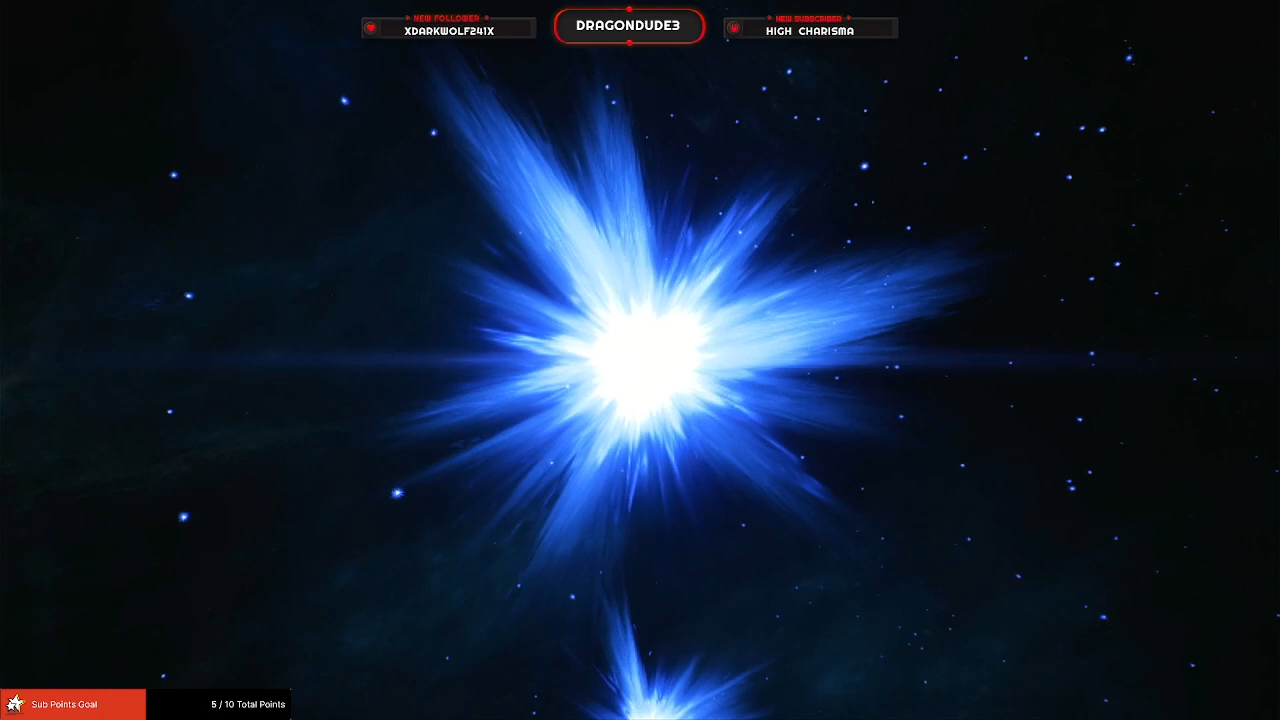 NEW FOLLOWER
XDARKWOLF241X
DRAGONDUDE3
NEW SUBSCRIBER
HIGH CHARISMA
Sub Points Goal
5 / 10 Total Points